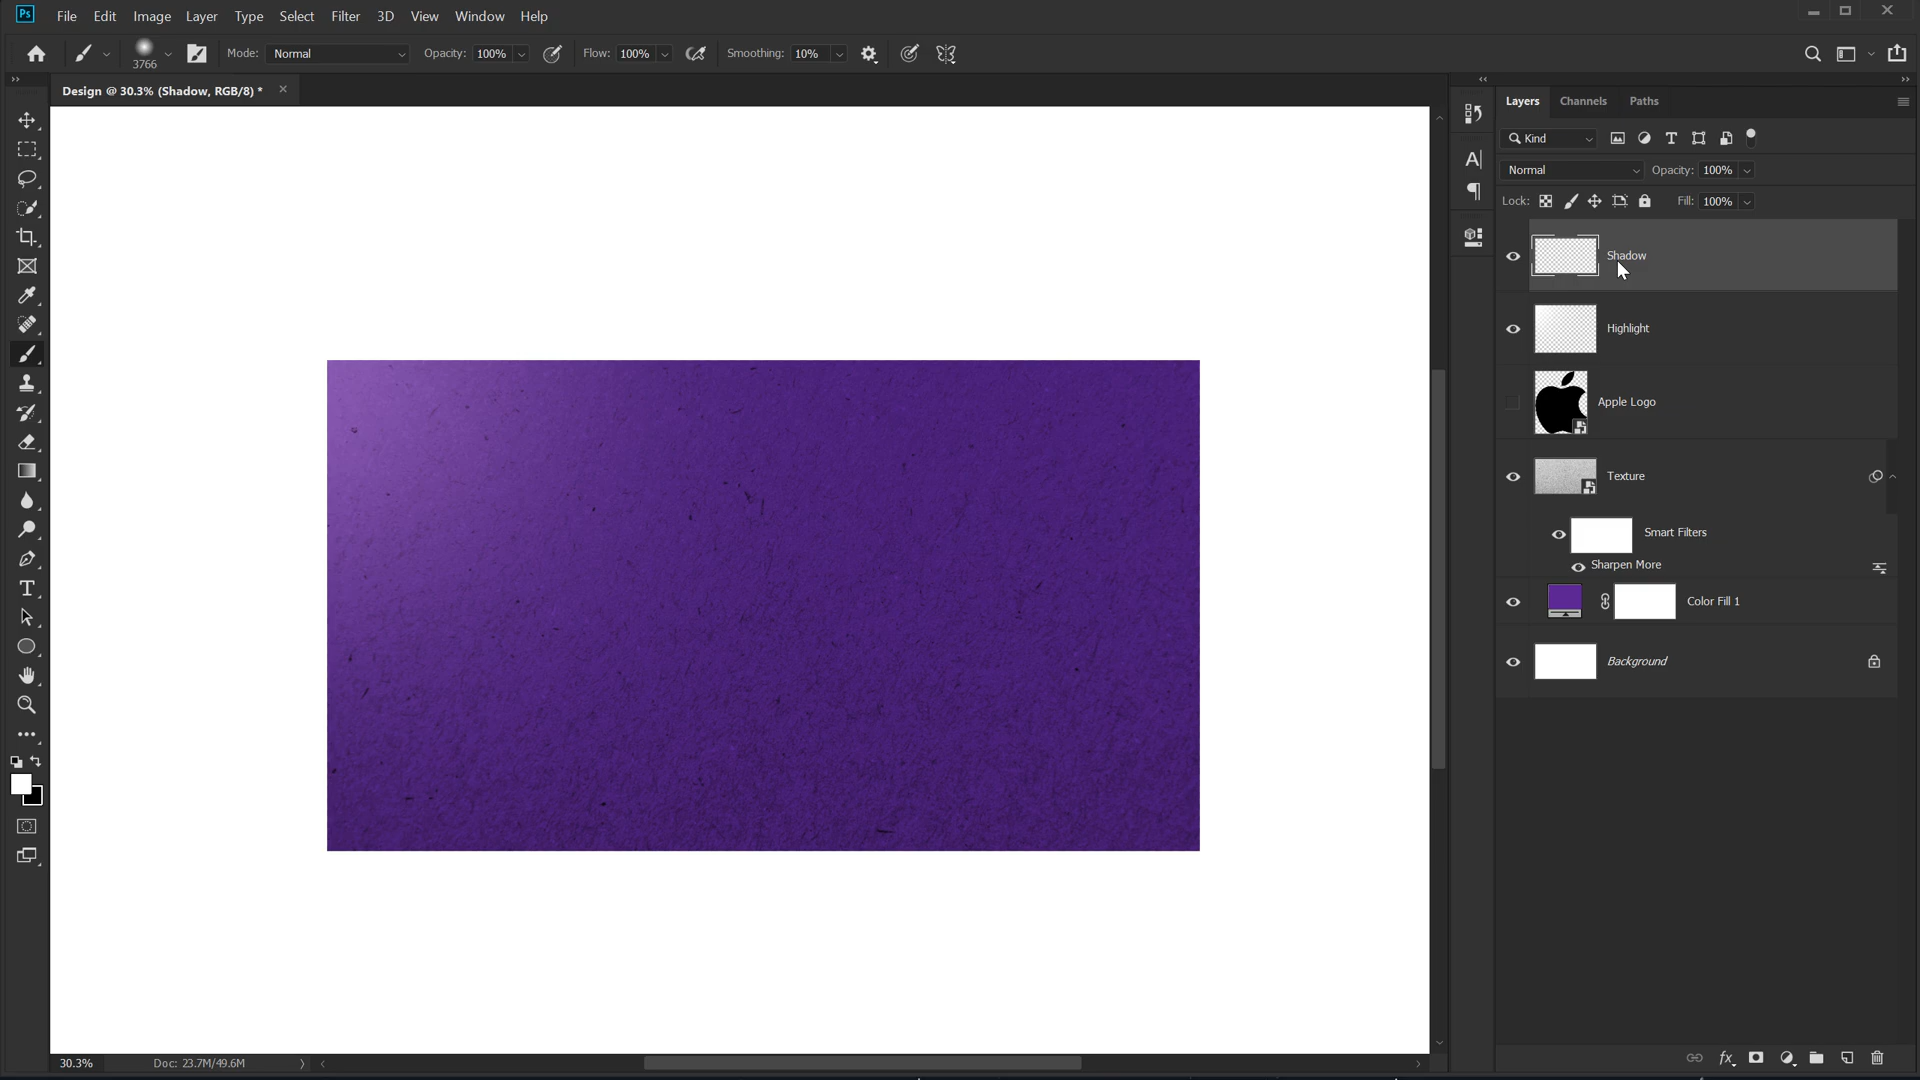 Ps File Edit Image Layer Type Select Filter 3D View Window Help
3766 Mode: Normal Opacity: 100% Flow: 100% Smoothing: 10%
Design @ 30.3% (Shadow, RGB/8) *
Layers Channels Paths
Kind
Normal Opacity: 100%
Lock: Fill: 100%
Shadow
Highlight
Apple Logo
Texture
Smart Filters
Sharpen More
Color Fill 1
Background
30.3% Doc: 23.7M/49.6M